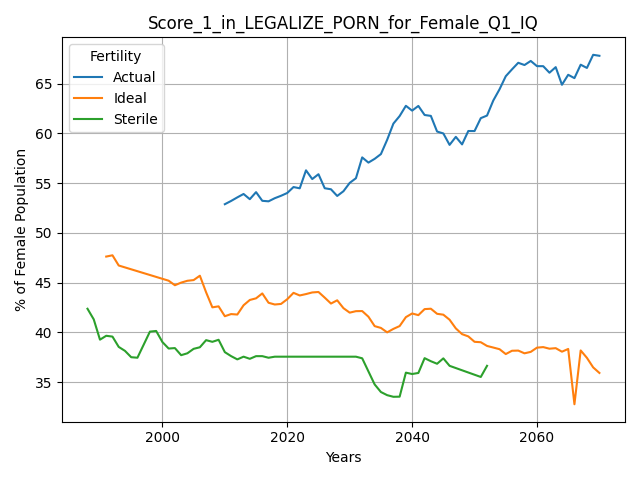 Score_1_in_LEGALIZE_PORN_for_Female_Q1_IQ
Fertility
Actual
Ideal
Sterile
% of Female Population
65
60
55
50
45
40
35
2000
2020
2040
2060
Years